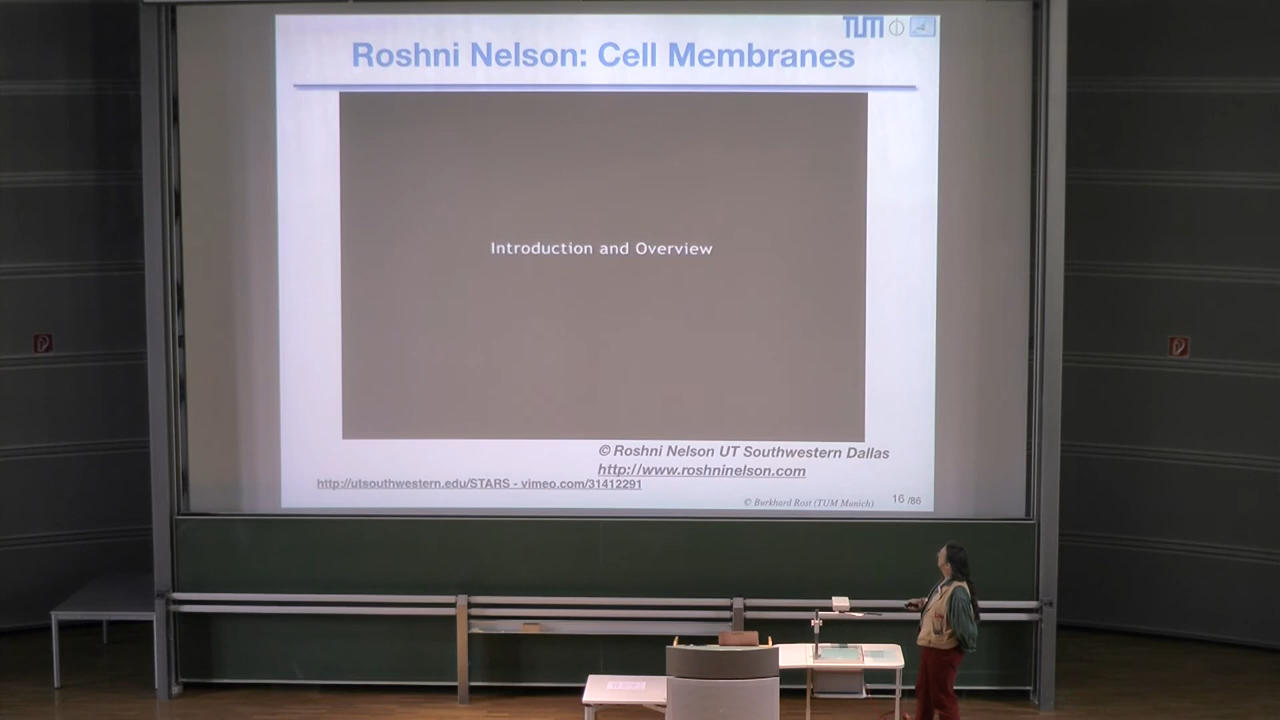 TUM
Roshni Nelson: Cell Membranes
Introduction and Overview
© Roshni Nelson UT Southwestern Dallas
http://www.roshninelson.com
http://utsouthwestern.edu/STARS - vimeo.com/31412291
© Burkhard Rost (TUM Munich)
16 /86